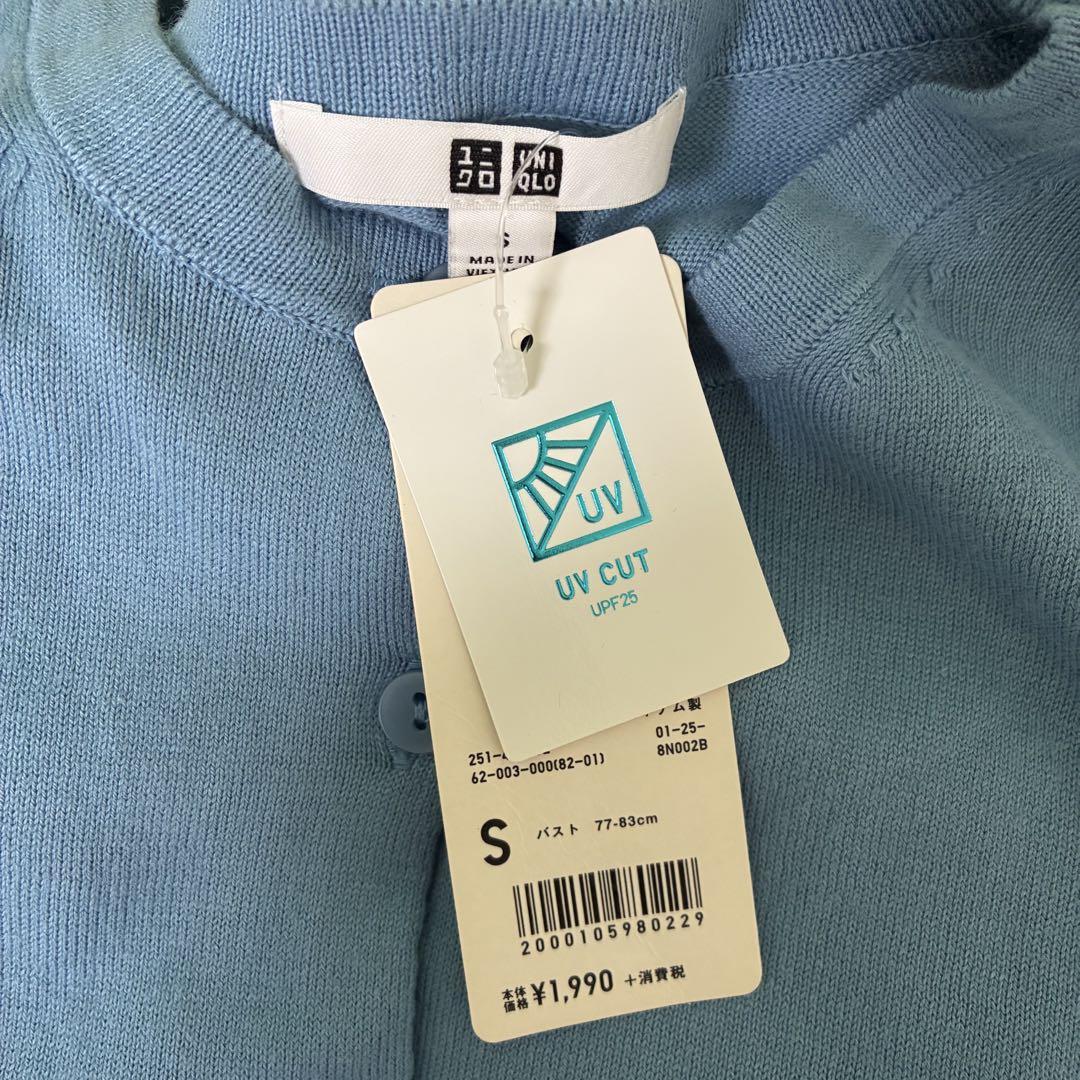 ユニ
クロ
UNI
QLO
S
MADE IN
UV
UV CUT
UPF25
ム製
251-
01-25-
62-003-000(82-01)
8N002B
S
バスト 77-83cm
2000105980229
本体
価格 ¥1,990 +消費税